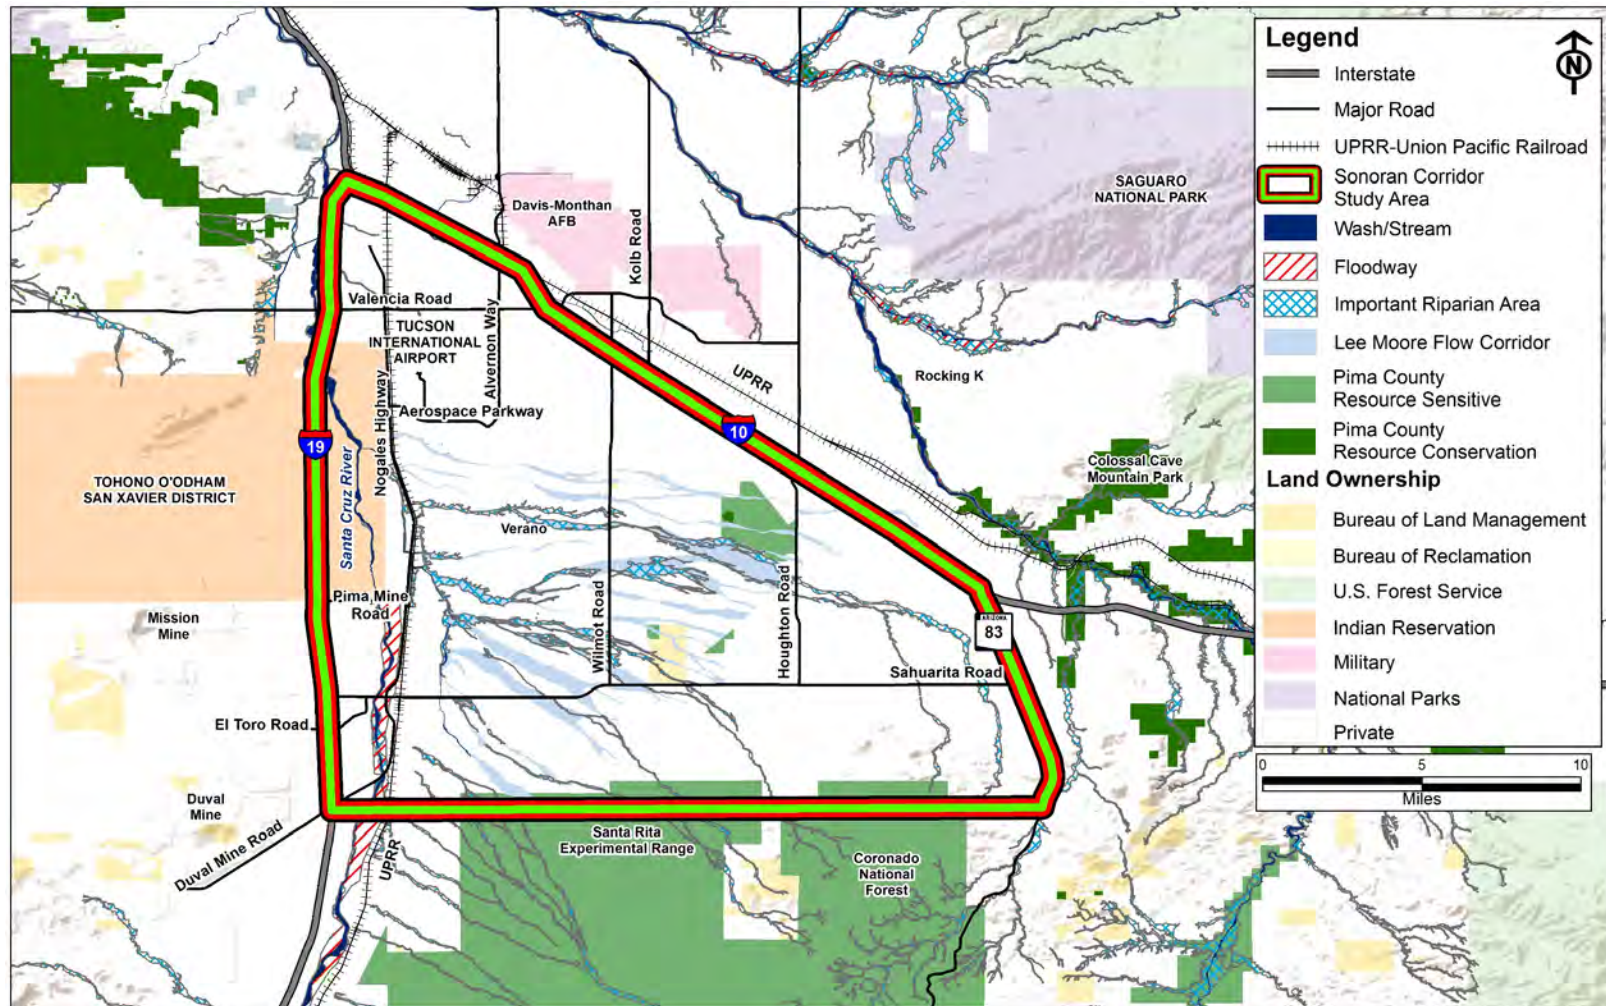 Legend
N
Interstate
Major Road
UPRR-Union Pacific Railroad
Sonoran Corridor
Study Area
Wash/Stream
Floodway
Important Riparian Area
Lee Moore Flow Corridor
Pima County
Resource Sensitive
Pima County
Resource Conservation
Land Ownership
Bureau of Land Management
Bureau of Reclamation
U.S. Forest Service
Indian Reservation
Military
National Parks
Private
0 5 10
Miles
SAGUARO
NATIONAL PARK
Davis-Monthan
AFB
Kolb Road
Valencia Road
TUCSON
INTERNATIONAL
AIRPORT
Alvernon Way
Nogales Highway
Aerospace Parkway
UPRR
Rocking K
10
19
Santa Cruz River
TOHONO O'ODHAM
SAN XAVIER DISTRICT
Colossal Cave
Mountain Park
Verano
Wilmot Road
Houghton Road
Pima Mine
Road
Mission
Mine
ARIZONA
83
Sahuarita Road
El Toro Road
Duval
Mine
Duval Mine Road
UPRR
Santa Rita
Experimental Range
Coronado
National
Forest